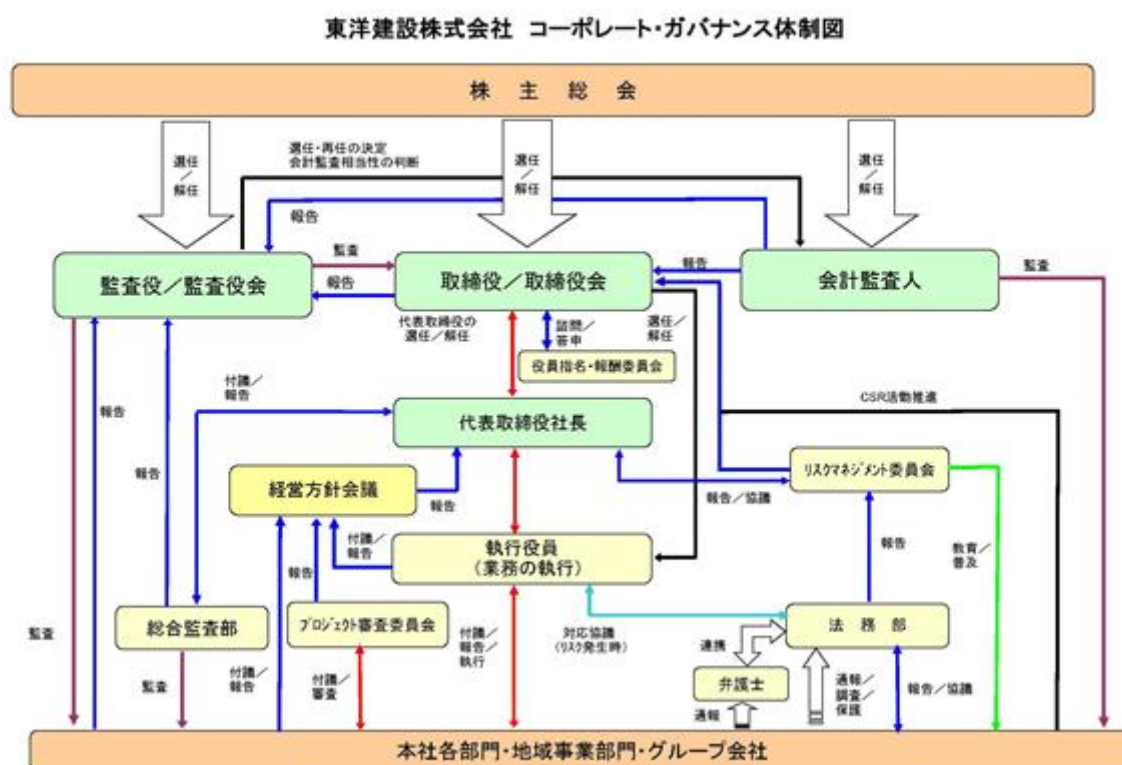 東洋建設株式会社 コーポレート・ガバナンス体制図
株 主 総 会
選任・再任の決定
会計監査相当性の判断
選任
／
解任
選任
／
解任
選任
／
解任
報告
監査役／監査役会
監査
報告
取締役／取締役会
報告
会計監査人
監査
代表取締役の
選任／解任
諮問／
答申
選任／
解任
役員指名・報酬委員会
付議／
報告
報告
代表取締役社長
CSR活動推進
報告
経営方針会議
報告
報告／協議
リスクマネジメント委員会
付議／
報告
執行役員
（業務の執行）
報告
報告
教育／
普及
総合監査部
プロジェクト審査委員会
付議／
報告／
執行
対応協議
（リスク発生時）
法 務 部
連携
監査
監査
付議／
報告
付議／
審査
弁護士
通報
通報／
調査／
保護
報告／協議
本社各部門・地域事業部門・グループ会社